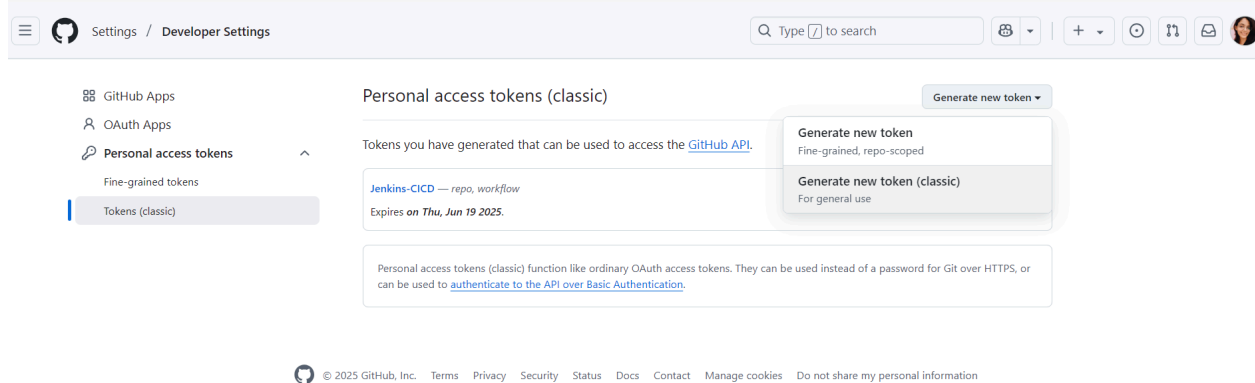 Settings / Developer Settings
Type / to search
GitHub Apps
OAuth Apps
Personal access tokens
Fine-grained tokens
Tokens (classic)
Personal access tokens (classic)
Generate new token
Generate new token
Fine-grained, repo-scoped
Generate new token (classic)
For general use
Tokens you have generated that can be used to access the GitHub API.
Jenkins-CICD — repo, workflow
Expires on Thu, Jun 19 2025.
Personal access tokens (classic) function like ordinary OAuth access tokens. They can be used instead of a password for Git over HTTPS, or
can be used to authenticate to the API over Basic Authentication.
© 2025 GitHub, Inc. Terms Privacy Security Status Docs Contact Manage cookies Do not share my personal information